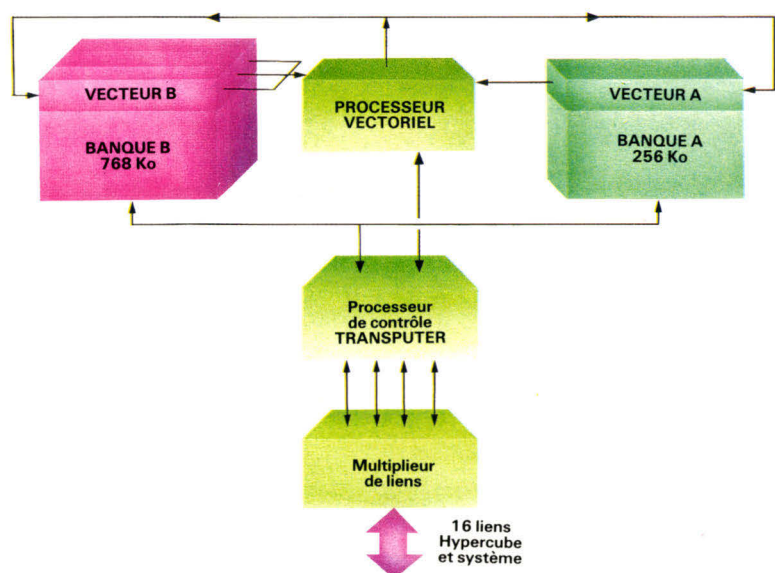 VECTEUR B
BANQUE B
768 Ko
PROCESSEUR
VECTORIEL
VECTEUR A
BANQUE A
256 Ko
Processeur
de contrôle
TRANSPUTER
Multiplieur
de liens
16 liens
Hypercube
et système